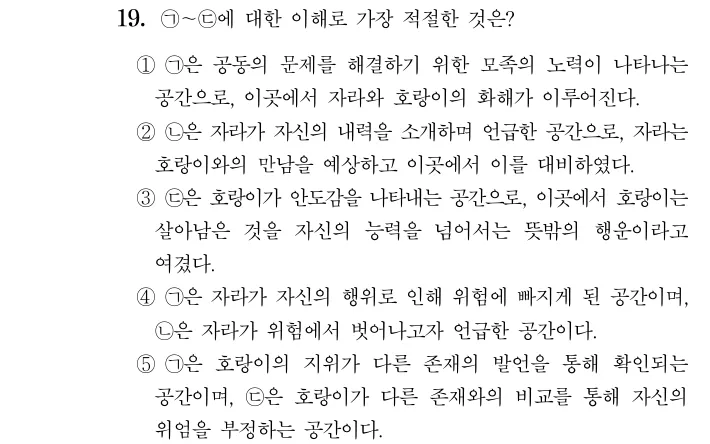 19. ㉠~㉢에 대한 이해로 가장 적절한 것은?
① ㉠은 공동의 문제를 해결하기 위한 모족의 노력이 나타나는
공간으로, 이곳에서 자라와 호랑이의 화해가 이루어진다.
② ㉡은 자라가 자신의 내력을 소개하며 언급한 공간으로, 자라는
호랑이와의 만남을 예상하고 이곳에서 이를 대비하였다.
③ ㉢은 호랑이가 안도감을 나타내는 공간으로, 이곳에서 호랑이는
살아남은 것을 자신의 능력을 넘어서는 뜻밖의 행운이라고
여겼다.
④ ㉠은 자라가 자신의 행위로 인해 위험에 빠지게 된 공간이며,
㉡은 자라가 위험에서 벗어나고자 언급한 공간이다.
⑤ ㉠은 호랑이의 지위가 다른 존재의 발언을 통해 확인되는
공간이며, ㉢은 호랑이가 다른 존재와의 비교를 통해 자신의
위엄을 부정하는 공간이다.